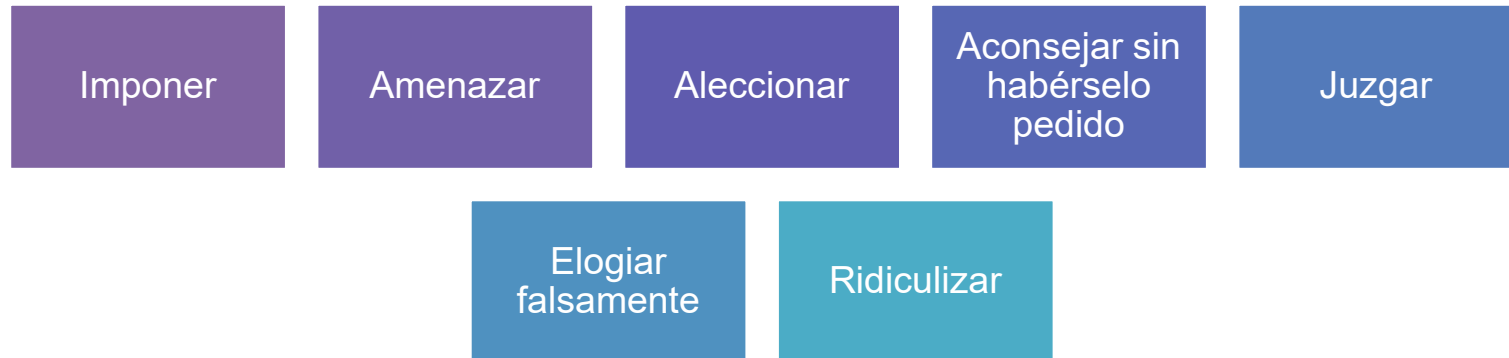 Imponer
Amenazar
Aleccionar
Aconsejar sin
habérselo
pedido
Juzgar
Elogiar
falsamente
Ridiculizar